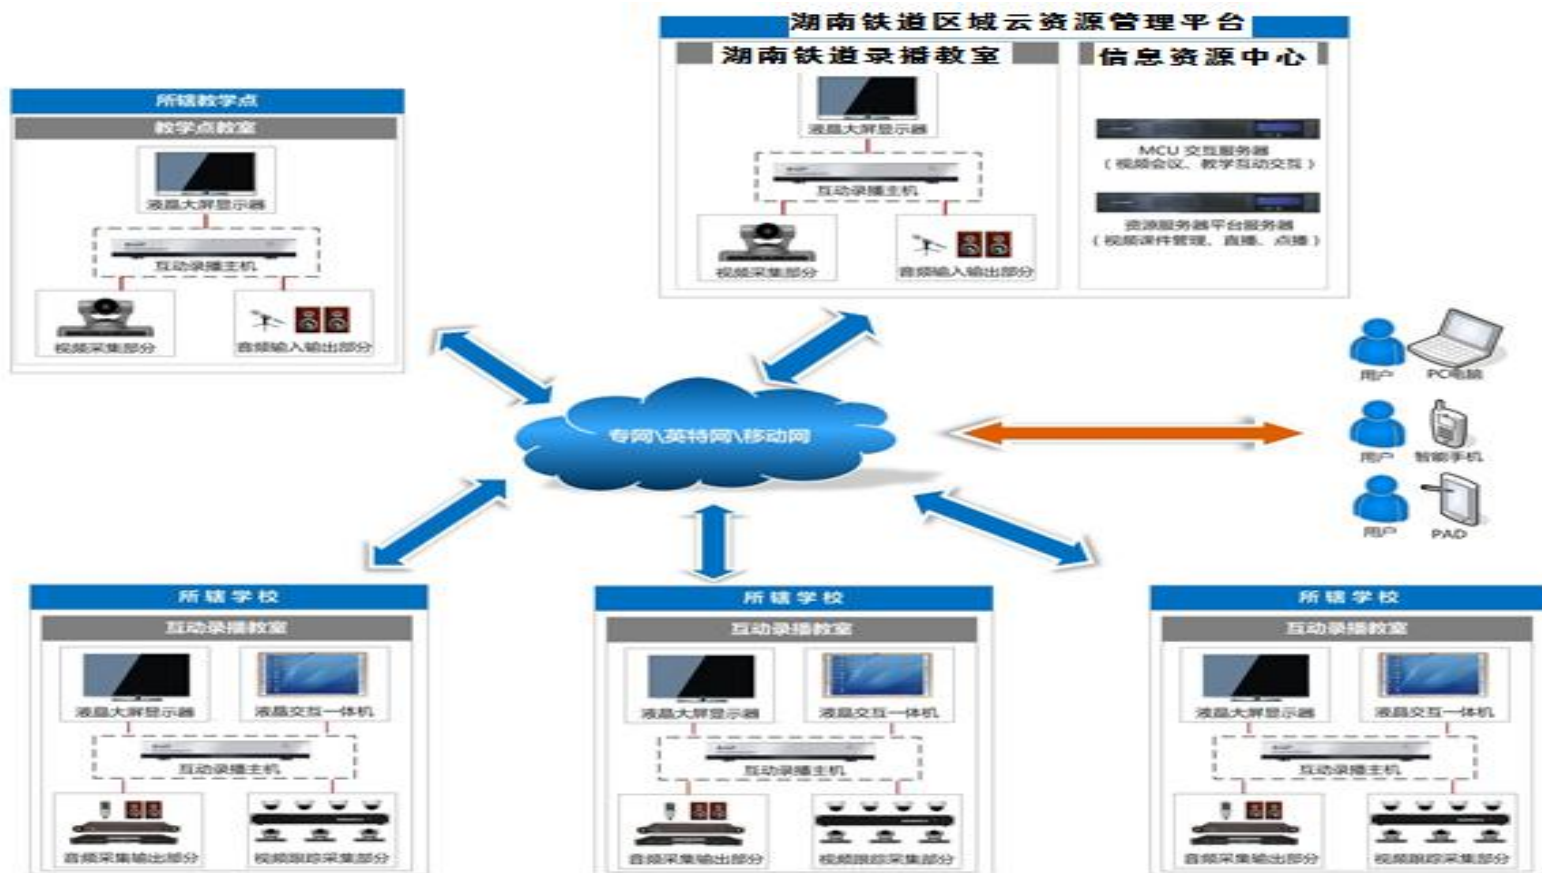 湖南铁道区域云资源管理平台
湖南铁道录播教室
信息资源中心
液晶大屏显示器
互动录播主机
视频采集部分
音频输入输出部分
MCU 交互服务器
（视频会议、教学互动交互）
资源服务器平台服务器
（视频课件管理、直播、点播）
所辖教学点
教学点教室
液晶大屏显示器
互动录播主机
视频采集部分
音频输入输出部分
专网\英特网\移动网
用户
PC电脑
用户
智能手机
用户
PAD
所辖学校
互动录播教室
液晶大屏显示器
液晶交互一体机
互动录播主机
音频采集输出部分
视频跟踪采集部分
所辖学校
互动录播教室
液晶大屏显示器
液晶交互一体机
互动录播主机
音频采集输出部分
视频跟踪采集部分
所辖学校
互动录播教室
液晶大屏显示器
液晶交互一体机
互动录播主机
音频采集输出部分
视频跟踪采集部分